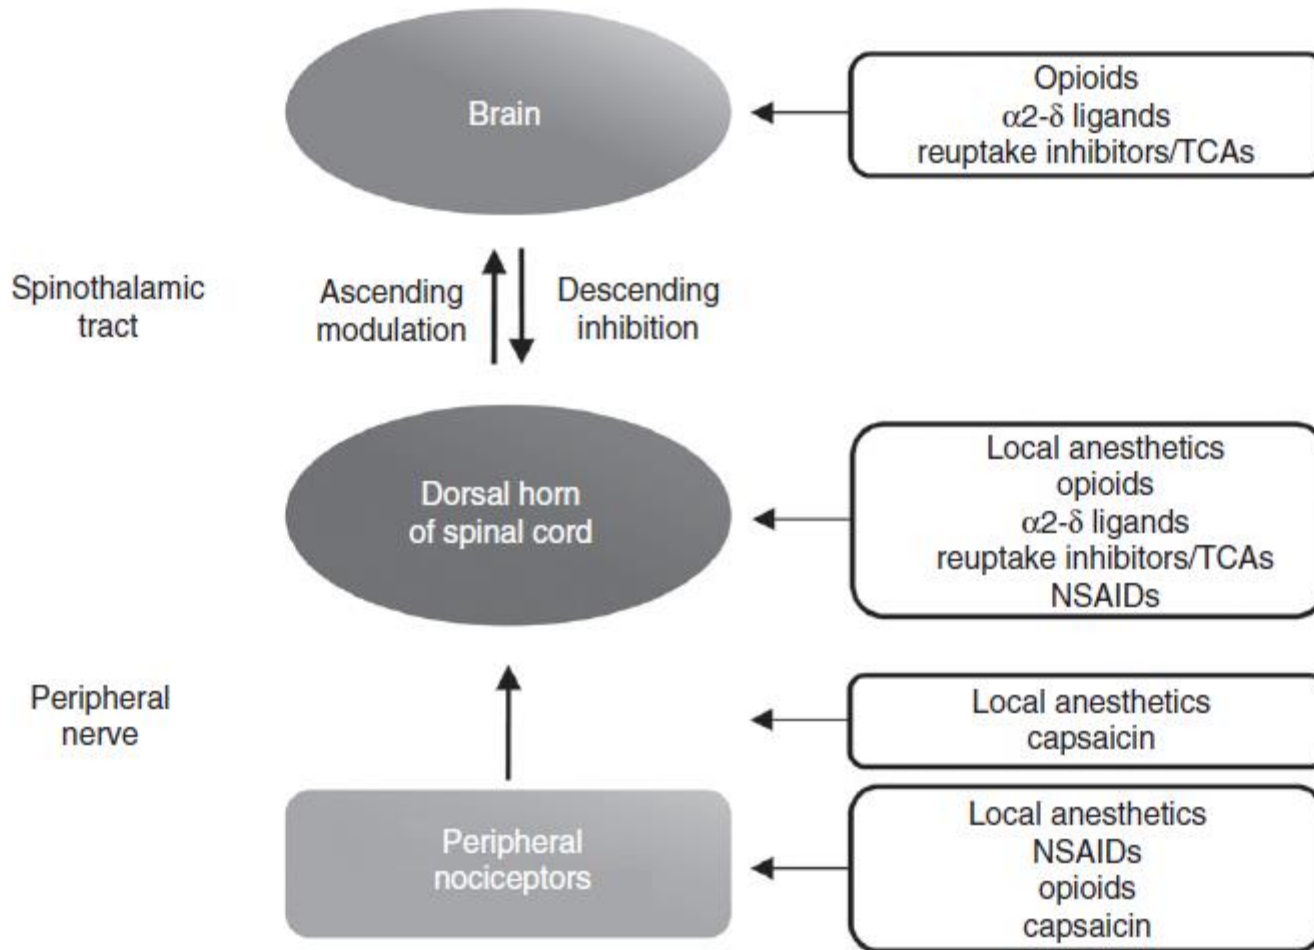 Brain
Opioids
α2-δ ligands
reuptake inhibitors/TCAs
Spinothalamic
tract
Ascending
modulation
Descending
inhibition
Dorsal horn
of spinal cord
Local anesthetics
opioids
α2-δ ligands
reuptake inhibitors/TCAs
NSAIDs
Peripheral
nerve
Local anesthetics
capsaicin
Peripheral
nociceptors
Local anesthetics
NSAIDs
opioids
capsaicin